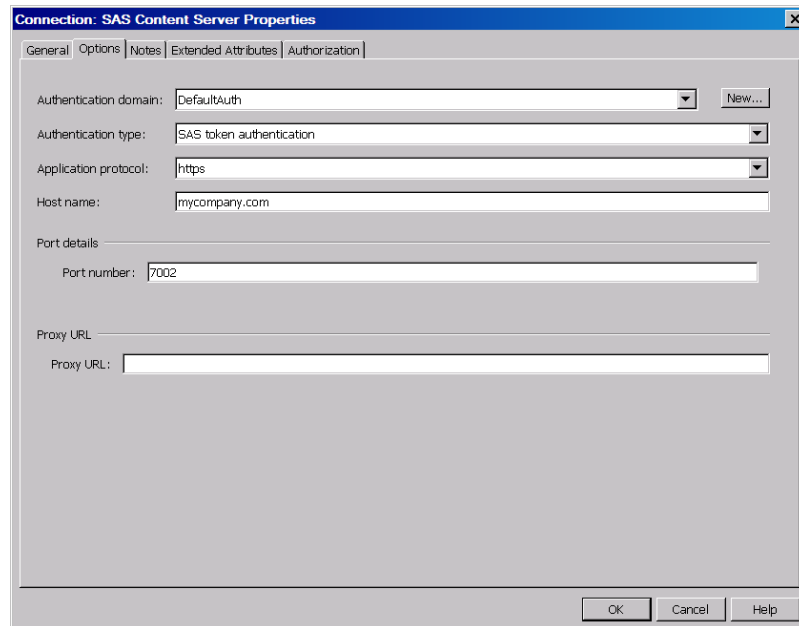 Connection: SAS Content Server Properties
General Options Notes Extended Attributes Authorization
Authentication domain: DefaultAuth New...
Authentication type: SAS token authentication
Application protocol: https
Host name: mycompany.com
Port details
Port number: 7002
Proxy URL
Proxy URL:
OK Cancel Help